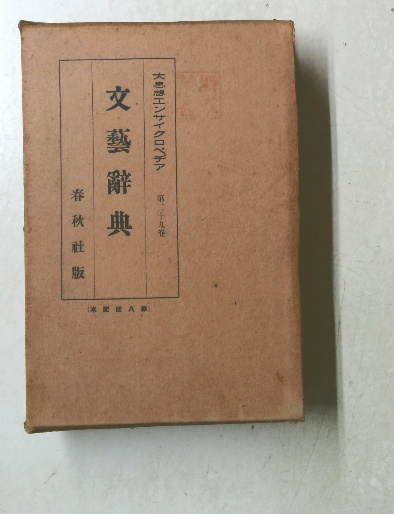 大思想エンサイクロペヂア
第二十九卷
文藝辭典
春秋社版
(第八回配本)